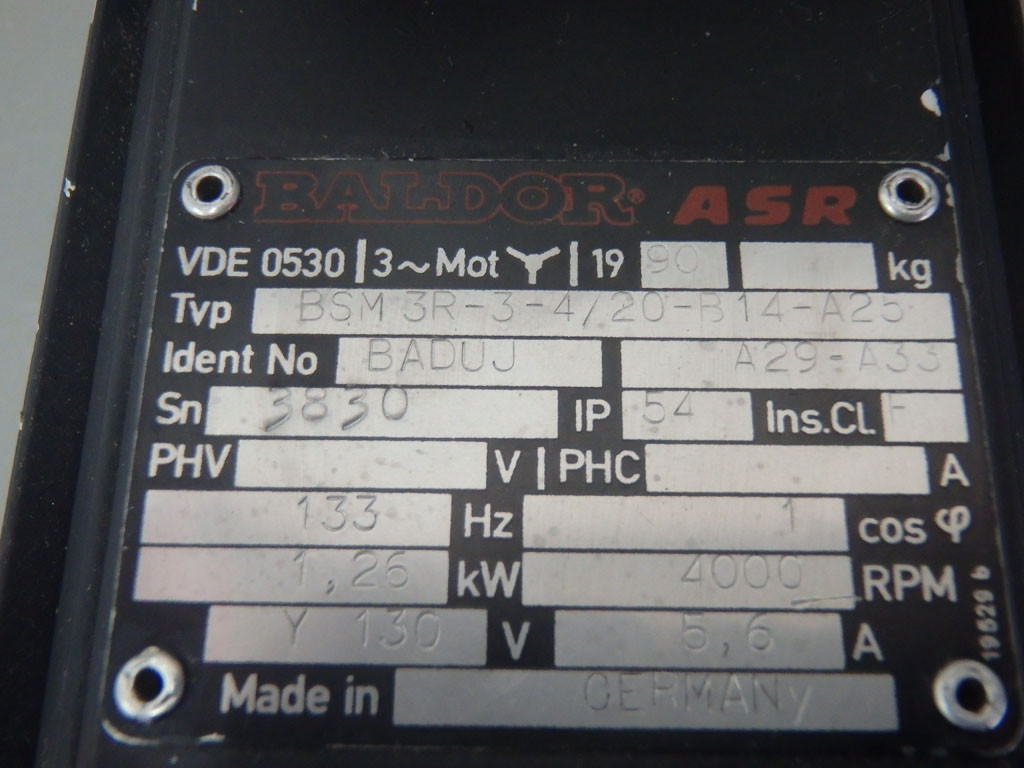 BALDOR® ASR
VDE 0530 | 3~Mot Y | 19 90 kg
Typ BSM 3R-3-4/20-B14-A25
Ident No BADUJ A29-A33
Sn 3830 IP 54 Ins.Cl. F
PHV V | PHC A
133 Hz 1 cos φ
1,26 kW 4000 RPM
Y 130 V 5,6 A
Made in GERMANy
19529 b